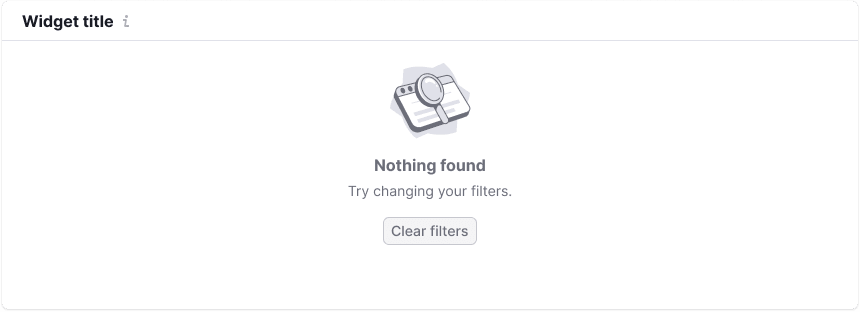 Widget title i
Nothing found
Try changing your filters.
Clear filters